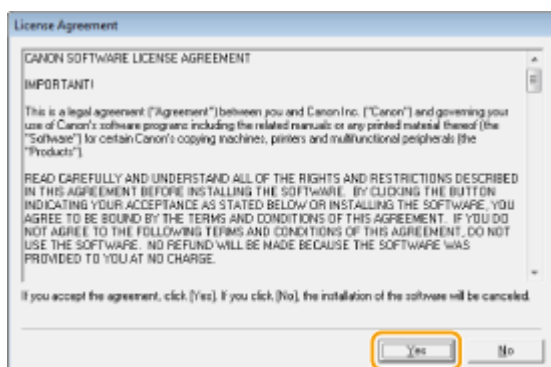 License Agreement
CANON SOFTWARE LICENSE AGREEMENT
IMPORTANT!
This is a legal agreement ("Agreement") between you and Canon Inc. ("Canon") and governing your
use of Canon's software programs including the related manuals or any printed material thereof (the
"Software") for certain Canon's copying machines, printers and multifunctional peripherals (the
"Products").
READ CAREFULLY AND UNDERSTAND ALL OF THE RIGHTS AND RESTRICTIONS DESCRIBED
IN THIS AGREEMENT BEFORE INSTALLING THE SOFTWARE. BY CLICKING THE BUTTON
INDICATING YOUR ACCEPTANCE AS STATED BELOW OR INSTALLING THE SOFTWARE, YOU
AGREE TO BE BOUND BY THE TERMS AND CONDITIONS OF THIS AGREEMENT. IF YOU DO
NOT AGREE TO THE FOLLOWING TERMS AND CONDITIONS OF THIS AGREEMENT, DO NOT
USE THE SOFTWARE. NO REFUND WILL BE MADE BECAUSE THE SOFTWARE WAS
PROVIDED TO YOU AT NO CHARGE.
If you accept the agreement, click [Yes]. If you click [No], the installation of the software will be canceled.
Yes
No